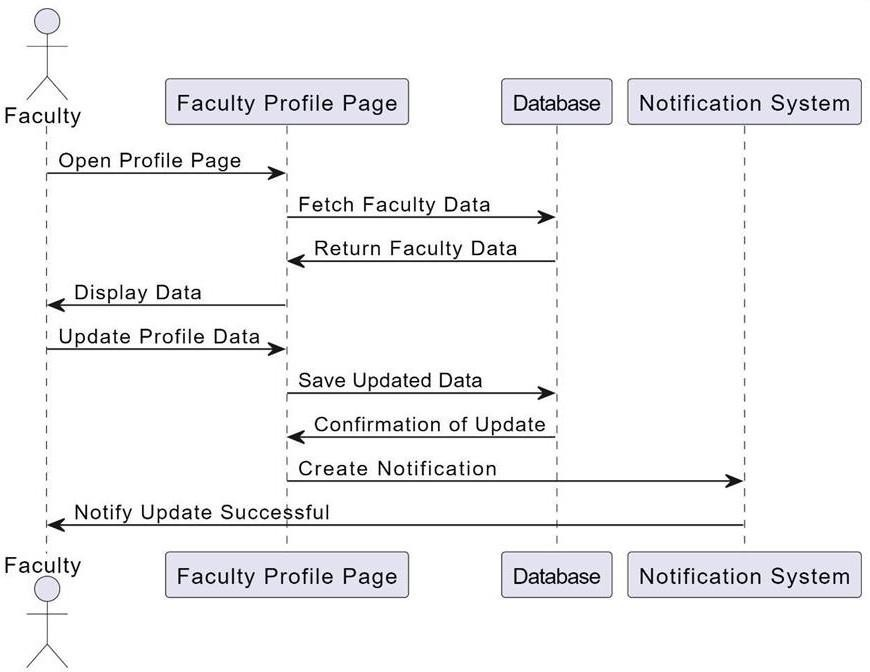 Faculty
Faculty Profile Page
Database
Notification System
Open Profile Page
Fetch Faculty Data
Return Faculty Data
Display Data
Update Profile Data
Save Updated Data
Confirmation of Update
Create Notification
Notify Update Successful
Faculty
Faculty Profile Page
Database
Notification System